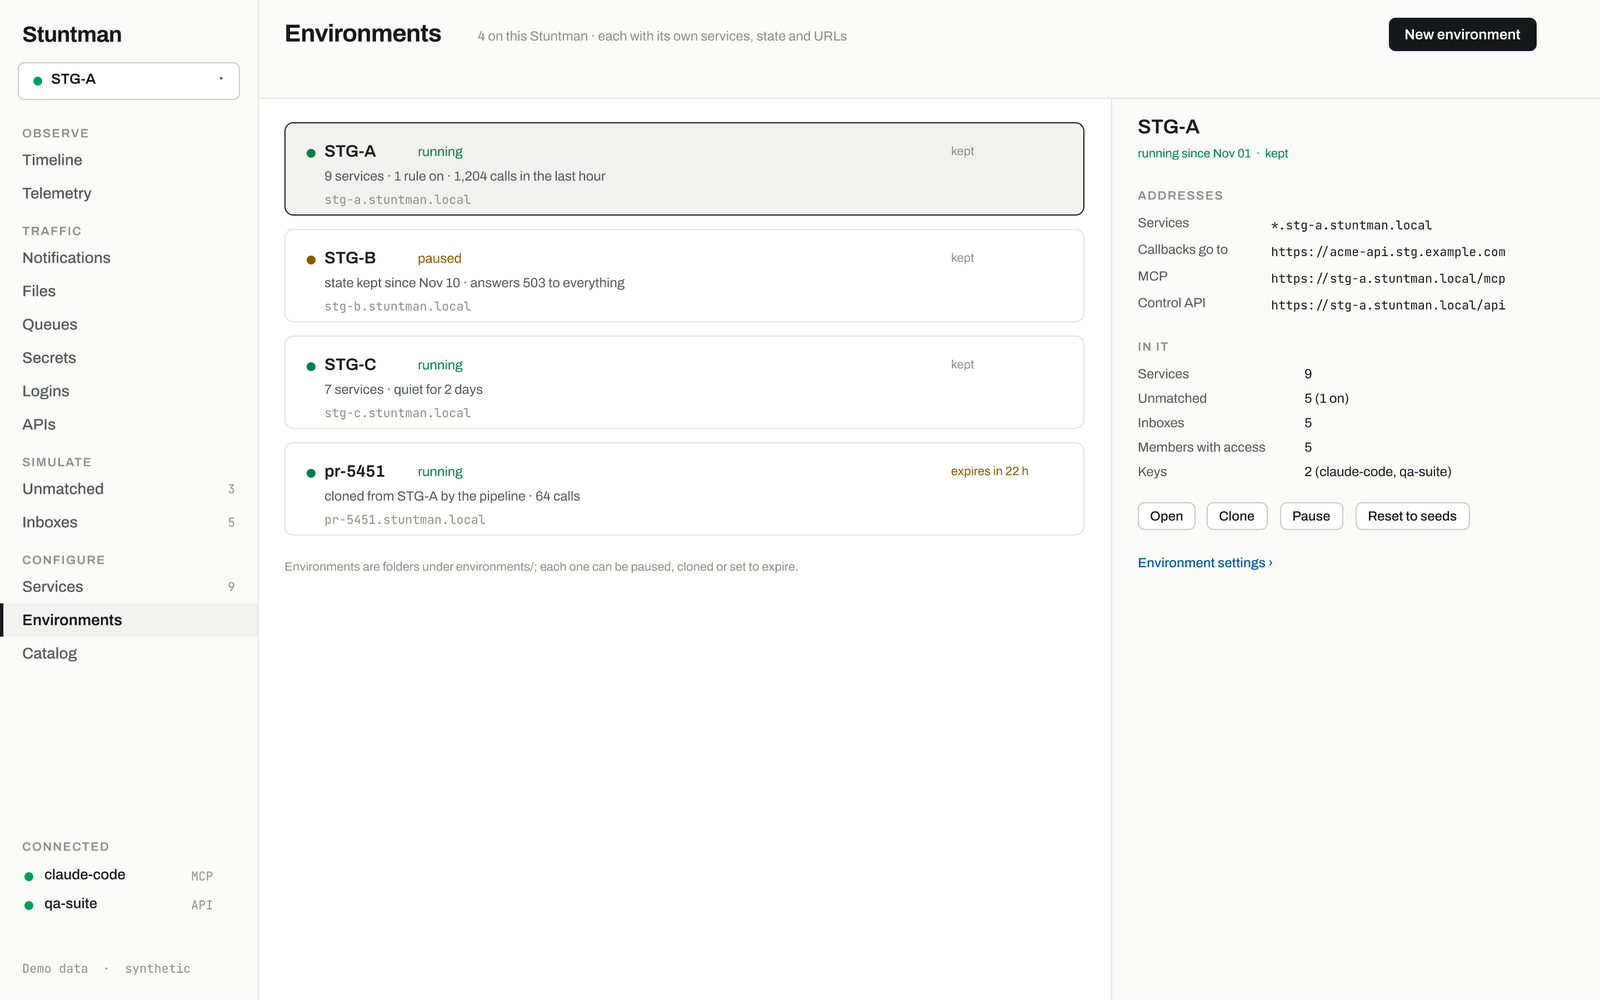 Stuntman
STG-A
OBSERVE
Timeline
Telemetry
TRAFFIC
Notifications
Files
Queues
Secrets
Logins
APIs
SIMULATE
Unmatched 3
Inboxes 5
CONFIGURE
Services 9
Environments
Catalog
CONNECTED
claude-code MCP
qa-suite API
Demo data · synthetic
Environments 4 on this Stuntman · each with its own services, state and URLs
New environment
STG-A running kept
9 services · 1 rule on · 1,204 calls in the last hour
stg-a.stuntman.local
STG-B paused kept
state kept since Nov 10 · answers 503 to everything
stg-b.stuntman.local
STG-C running kept
7 services · quiet for 2 days
stg-c.stuntman.local
pr-5451 running expires in 22 h
cloned from STG-A by the pipeline · 64 calls
pr-5451.stuntman.local
Environments are folders under environments/; each one can be paused, cloned or set to expire.
STG-A
running since Nov 01 · kept
ADDRESSES
Services *.stg-a.stuntman.local
Callbacks go to https://acme-api.stg.example.com
MCP https://stg-a.stuntman.local/mcp
Control API https://stg-a.stuntman.local/api
IN IT
Services 9
Unmatched 5 (1 on)
Inboxes 5
Members with access 5
Keys 2 (claude-code, qa-suite)
Open Clone Pause Reset to seeds
Environment settings ›